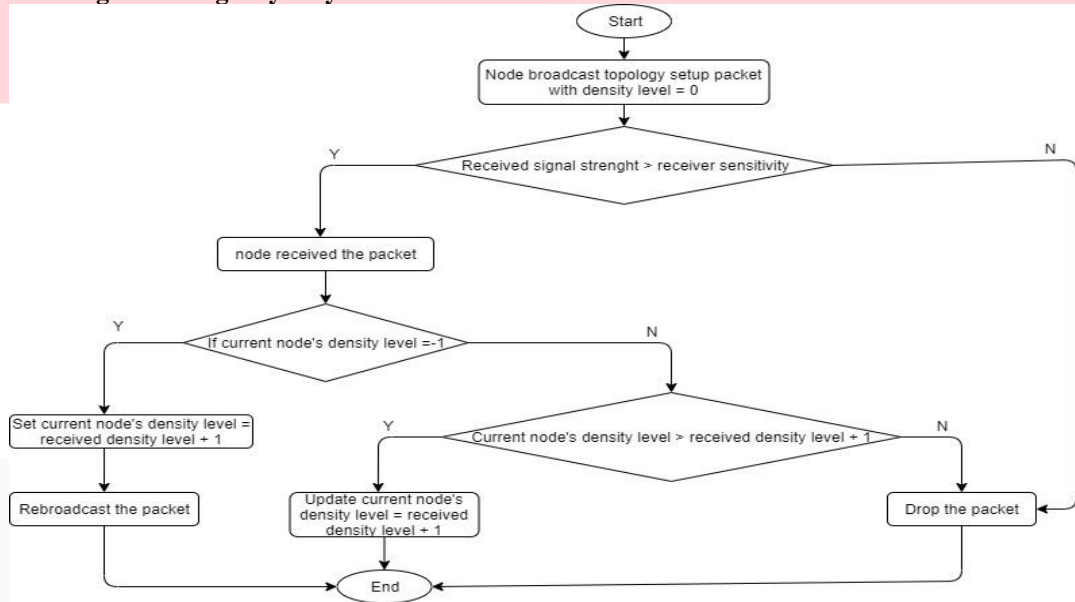 Start
Node broadcast topology setup packet
with density level = 0
Y
N
Received signal strenght > receiver sensitivity
node received the packet
Y
N
If current node's density level =-1
Set current node's density level =
received density level + 1
Y
N
Current node's density level > received density level + 1
Rebroadcast the packet
Update current node's
density level = received
density level + 1
Drop the packet
End